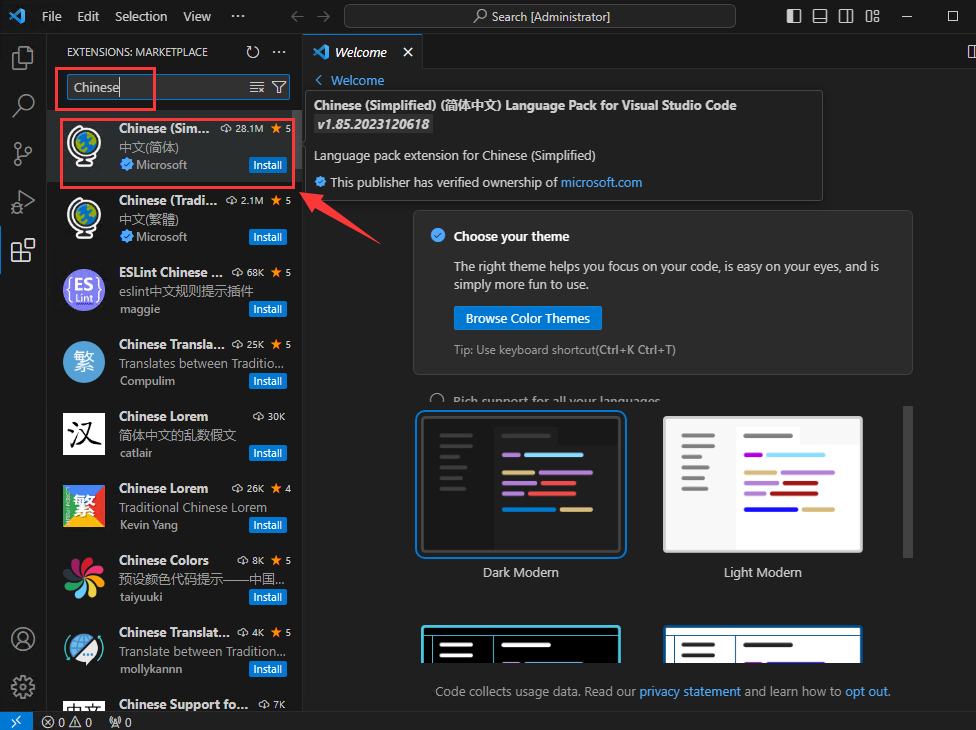 File Edit Selection View ···
Search [Administrator]
EXTENSIONS: MARKETPLACE
Chinese
Chinese (Sim... 28.1M ★ 5
中文(简体)
Microsoft Install
Chinese (Tradi... 2.1M ★ 5
中文(繁體)
Microsoft Install
{ES}
Lint
ESLint Chinese ... 68K ★ 5
eslint中文规则提示插件
maggie Install
繁
Chinese Transla... 25K ★ 5
Translates between Traditio...
Compulim Install
汉
Chinese Lorem 30K
简体中文的乱数假文
catlair Install
繁
Chinese Lorem 26K ★ 4
Traditional Chinese Lorem
Kevin Yang Install
Chinese Colors 8K ★ 5
预设颜色代码提示——中国...
taiyuuki Install
Chinese Translat... 4K ★ 5
Translate between Tradition...
mollykannn Install
中文
Chinese Support fo... 7K
Welcome
Welcome
Chinese (Simplified) (简体中文) Language Pack for Visual Studio Code
v1.85.2023120618
Language pack extension for Chinese (Simplified)
This publisher has verified ownership of microsoft.com
Choose your theme
The right theme helps you focus on your code, is easy on your eyes, and is
simply more fun to use.
Browse Color Themes
Tip: Use keyboard shortcut(Ctrl+K Ctrl+T)
Rich support for all your languages
Dark Modern
Light Modern
Code collects usage data. Read our privacy statement and learn how to opt out.
0 0 0